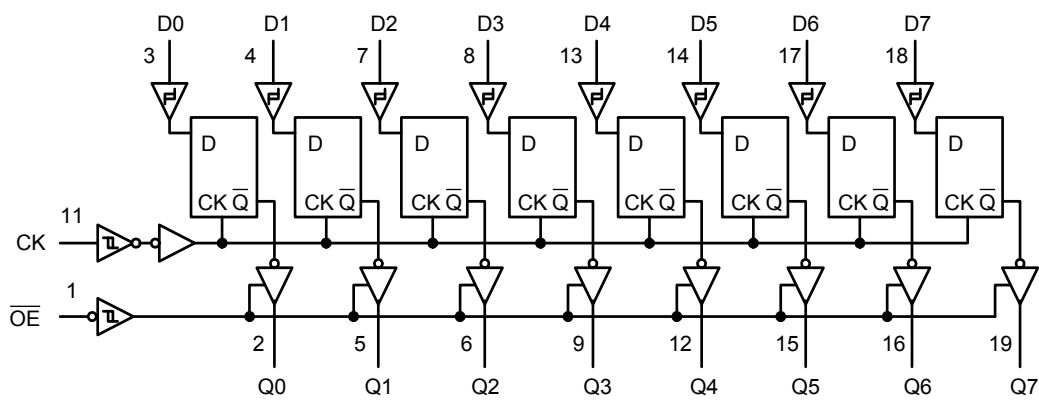 D0 D1 D2 D3 D4 D5 D6 D7
3 4 7 8 13 14 17 18
D D D D D D D D
CK Q̅ CK Q̅ CK Q̅ CK Q̅ CK Q̅ CK Q̅ CK Q̅ CK Q̅
11
CK
1
O̅E̅
2 5 6 9 12 15 16 19
Q0 Q1 Q2 Q3 Q4 Q5 Q6 Q7